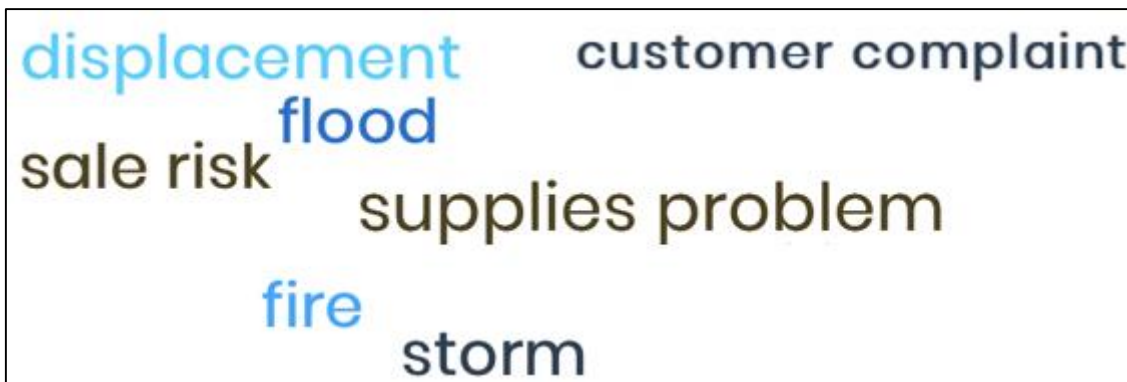 displacement
customer complaint
flood
sale risk
supplies problem
fire
storm